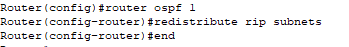 Router(config)#router ospf 1
Router(config-router)#redistribute rip subnets
Router(config-router)#end